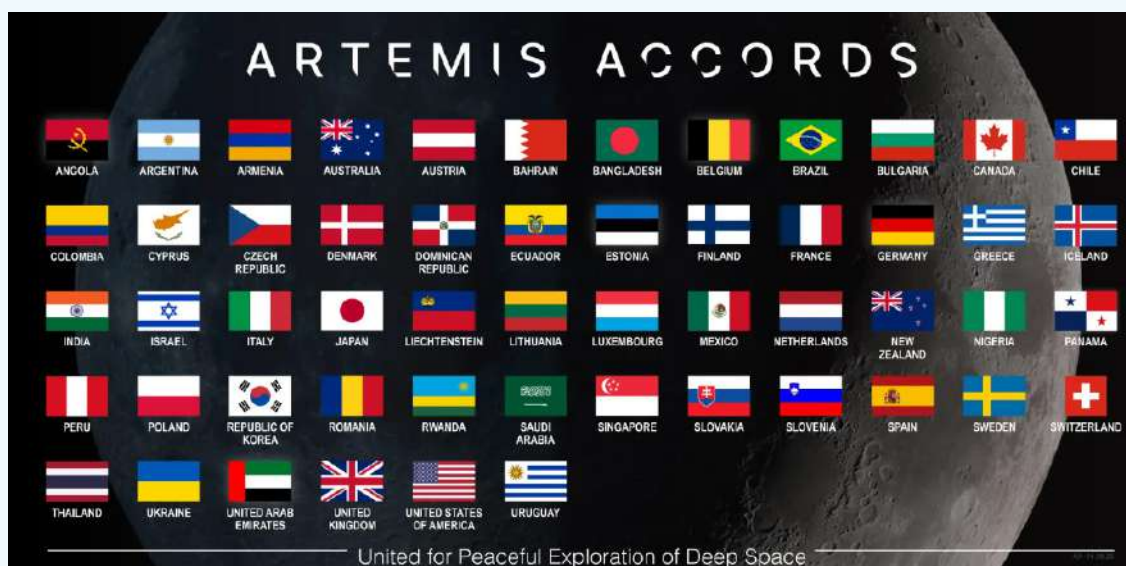 ARTEMIS ACCORDS
ANGOLA ARGENTINA ARMENIA AUSTRALIA AUSTRIA BAHRAIN BANGLADESH BELGIUM BRAZIL BULGARIA CANADA CHILE
COLOMBIA CYPRUS CZECH REPUBLIC DENMARK DOMINICAN REPUBLIC ECUADOR ESTONIA FINLAND FRANCE GERMANY GREECE ICELAND
INDIA ISRAEL ITALY JAPAN LIECHTENSTEIN LITHUANIA LUXEMBOURG MEXICO NETHERLANDS NEW ZEALAND NIGERIA PANAMA
PERU POLAND REPUBLIC OF KOREA ROMANIA RWANDA SAUDI ARABIA SINGAPORE SLOVAKIA SLOVENIA SPAIN SWEDEN SWITZERLAND
THAILAND UKRAINE UNITED ARAB EMIRATES UNITED KINGDOM UNITED STATES OF AMERICA URUGUAY
United for Peaceful Exploration of Deep Space